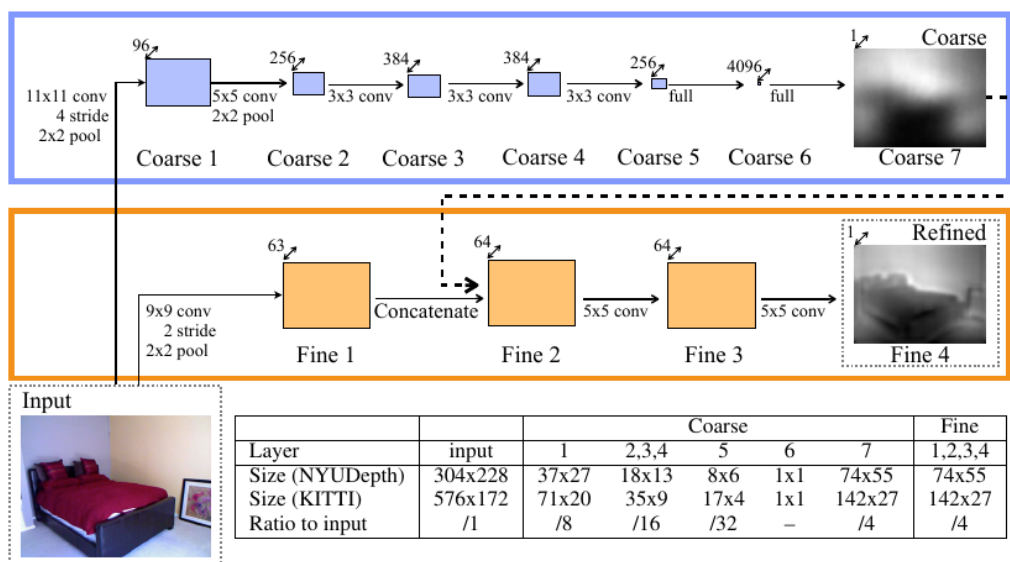 96
256
384
384
256
4096
1
Coarse
11x11 conv
4 stride
2x2 pool
5x5 conv
2x2 pool
3x3 conv
3x3 conv
3x3 conv
full
full
Coarse 1
Coarse 2
Coarse 3
Coarse 4
Coarse 5
Coarse 6
Coarse 7
63
64
64
1
Refined
9x9 conv
2 stride
2x2 pool
Concatenate
5x5 conv
5x5 conv
Fine 1
Fine 2
Fine 3
Fine 4
Input
Coarse Fine
Layer input 1 2,3,4 5 6 7 1,2,3,4
Size (NYUDepth) 304x228 37x27 18x13 8x6 1x1 74x55 74x55
Size (KITTI) 576x172 71x20 35x9 17x4 1x1 142x27 142x27
Ratio to input /1 /8 /16 /32 – /4 /4